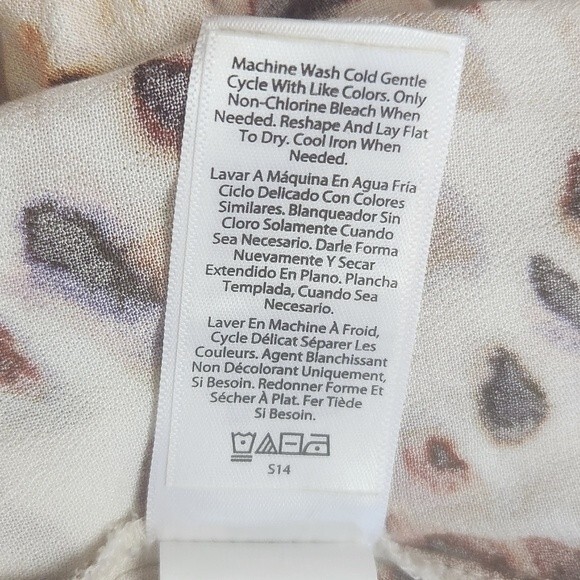 Machine Wash Cold Gentle
Cycle With Like Colors. Only
Non-Chlorine Bleach When
Needed. Reshape And Lay Flat
To Dry. Cool Iron When
Needed.
Lavar A Máquina En Agua Fría
Ciclo Delicado Con Colores
Similares. Blanqueador Sin
Cloro Solamente Cuando
Sea Necesario. Darle Forma
Nuevamente Y Secar
Extendido En Plano. Plancha
Templada, Cuando Sea
Necesario.
Laver En Machine À Froid,
Cycle Délicat Séparer Les
Couleurs. Agent Blanchissant
Non Décolorant Uniquement,
Si Besoin. Redonner Forme Et
Sécher À Plat. Fer Tiède
Si Besoin.
S14